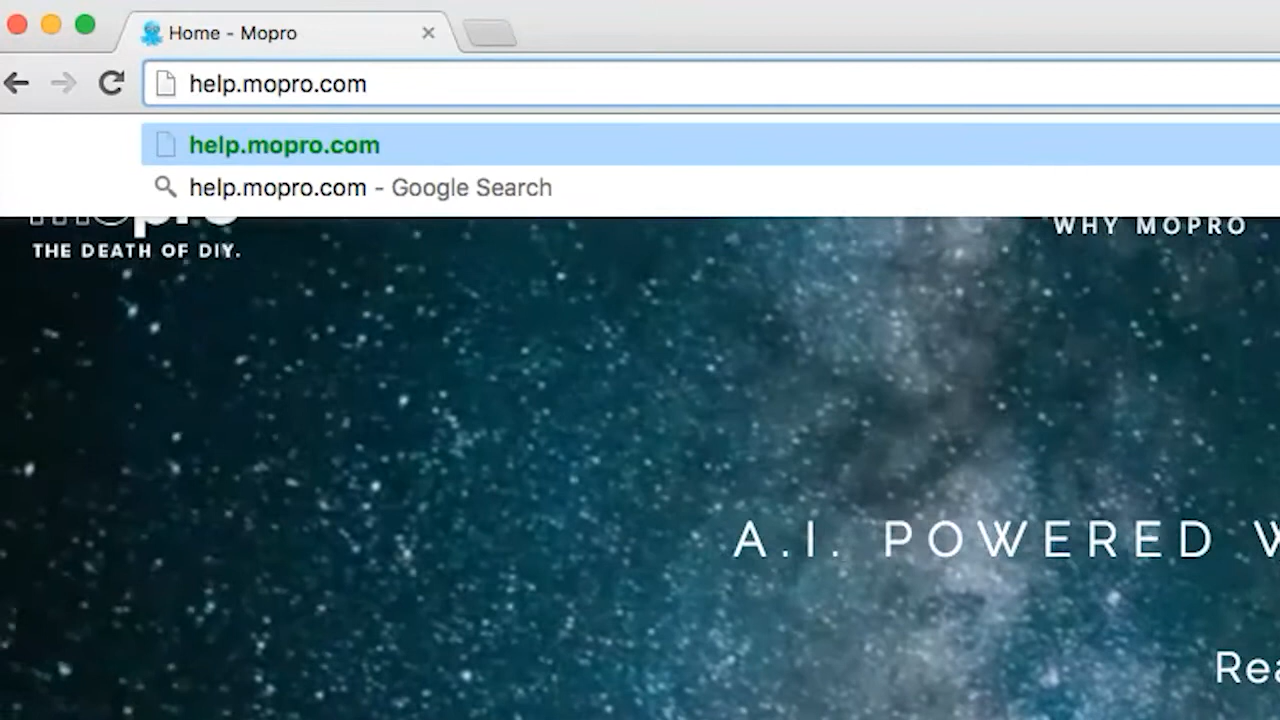 Home - Mopro
help.mopro.com
help.mopro.com
help.mopro.com - Google Search
mopro
WHY MOPRO
THE DEATH OF DIY.
A.I. POWERED
Rea